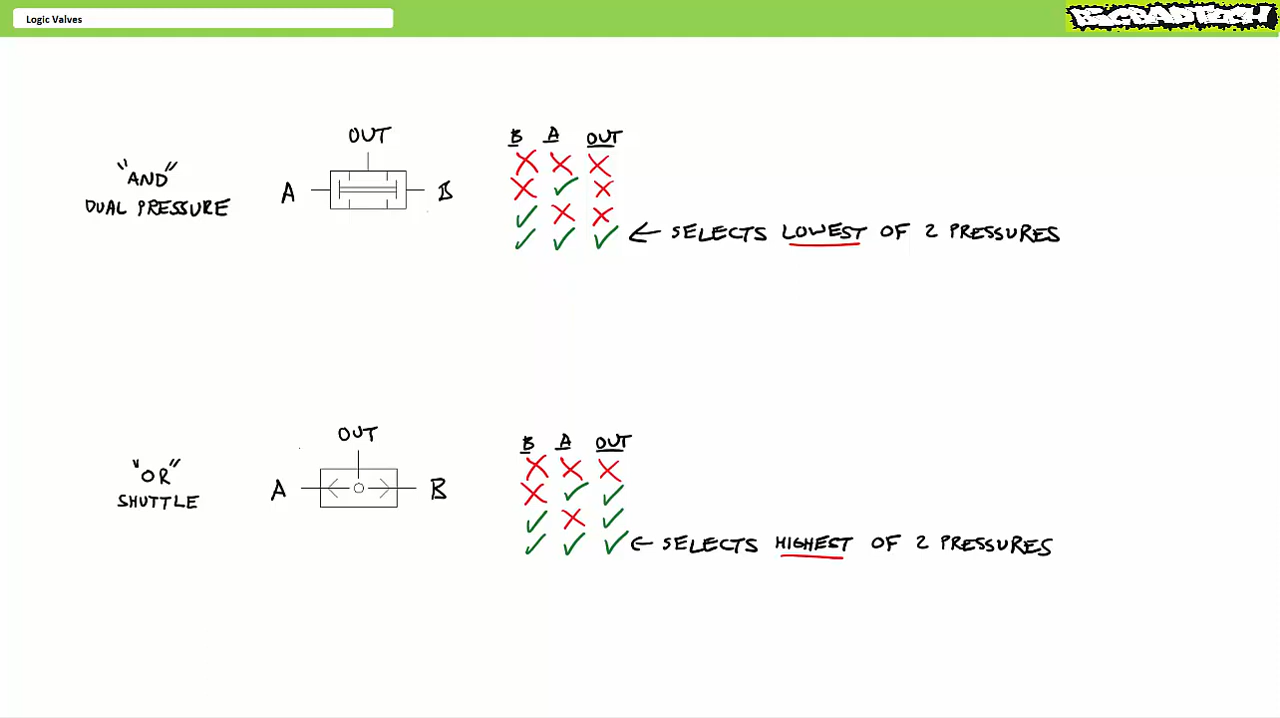 Logic Valves
BIGBADTECH
OUT
"AND"
DUAL PRESSURE
A
B
B A OUT
X X X
X ✓ X
✓ X X
✓ ✓ ✓ ← SELECTS LOWEST OF 2 PRESSURES
OUT
"OR"
SHUTTLE
A
B
B A OUT
X X X
X ✓ ✓
✓ X ✓
✓ ✓ ✓ ← SELECTS HIGHEST OF 2 PRESSURES